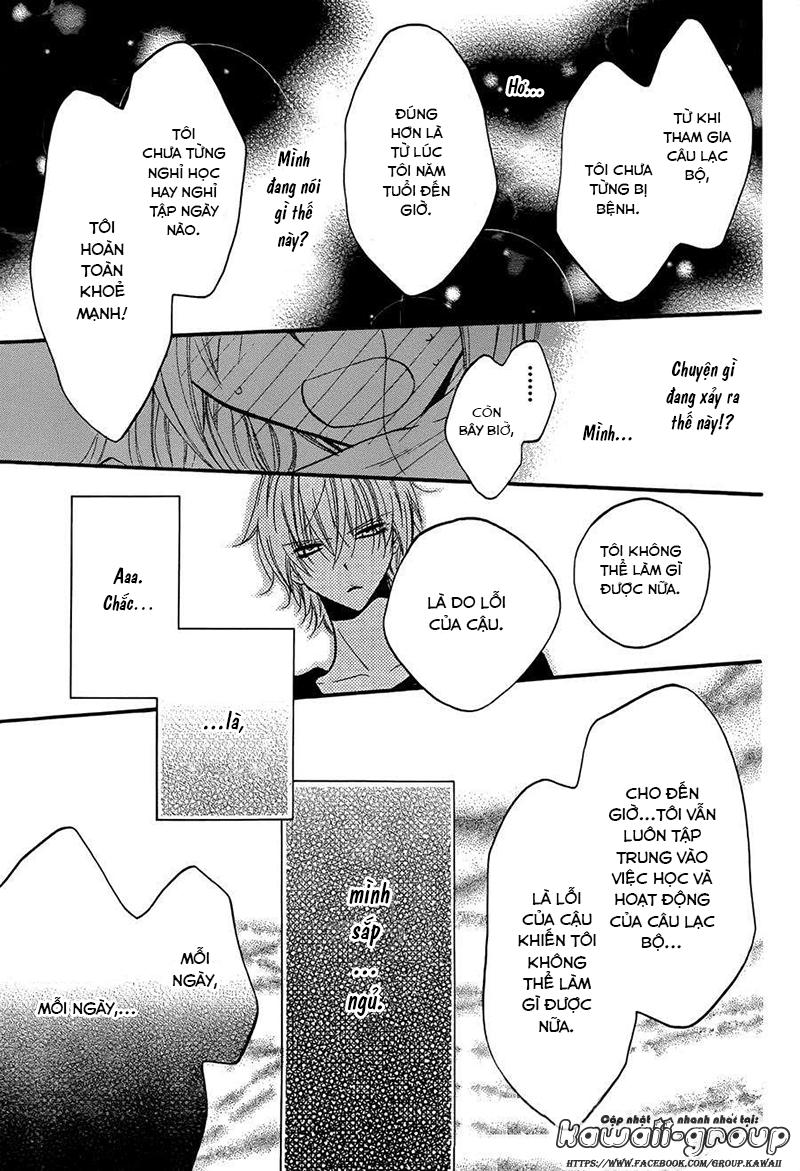 TỪ KHI
THAM GIA
CÂU LẠC
BỘ,
TÔI CHƯA
TỪNG BỊ
BỆNH.
Hơ...
ĐÚNG
HƠN LÀ
TỪ LÚC
TÔI NĂM
TUỔI ĐẾN
GIỜ.
Mình
đang nói
gì thế
này?
TÔI
CHƯA TỪNG
NGHỈ HỌC
HAY NGHỈ
TẬP NGÀY
NÀO.
TÔI
HOÀN
TOÀN
KHOẺ
MẠNH!
Chuyện gì
đang xảy ra
thế này!?
Mình...
........
CÒN
BÂY BIỜ,
TÔI KHÔNG
THỂ LÀM GÌ
ĐƯỢC NỮA.
LÀ DO LỖI
CỦA CẬU.
Aaa.
Chắc...
...là,
CHO ĐẾN
GIỜ...TÔI VẪN
LUÔN TẬP
TRUNG VÀO
VIỆC HỌC VÀ
HOẠT ĐỘNG
CỦA CÂU LẠC
BỘ...
LÀ LỖI
CỦA CẬU
KHIẾN TÔI
KHÔNG
THỂ LÀM
GÌ ĐƯỢC
NỮA.
mình
sắp
...
ngủ.
MỖI
NGÀY,
MỖI NGÀY,...
Cập nhật nhanh nhất tại:
kawaii-group
HTTPS://WWW.FACEBOOK.COM/GROUP.KAWAII